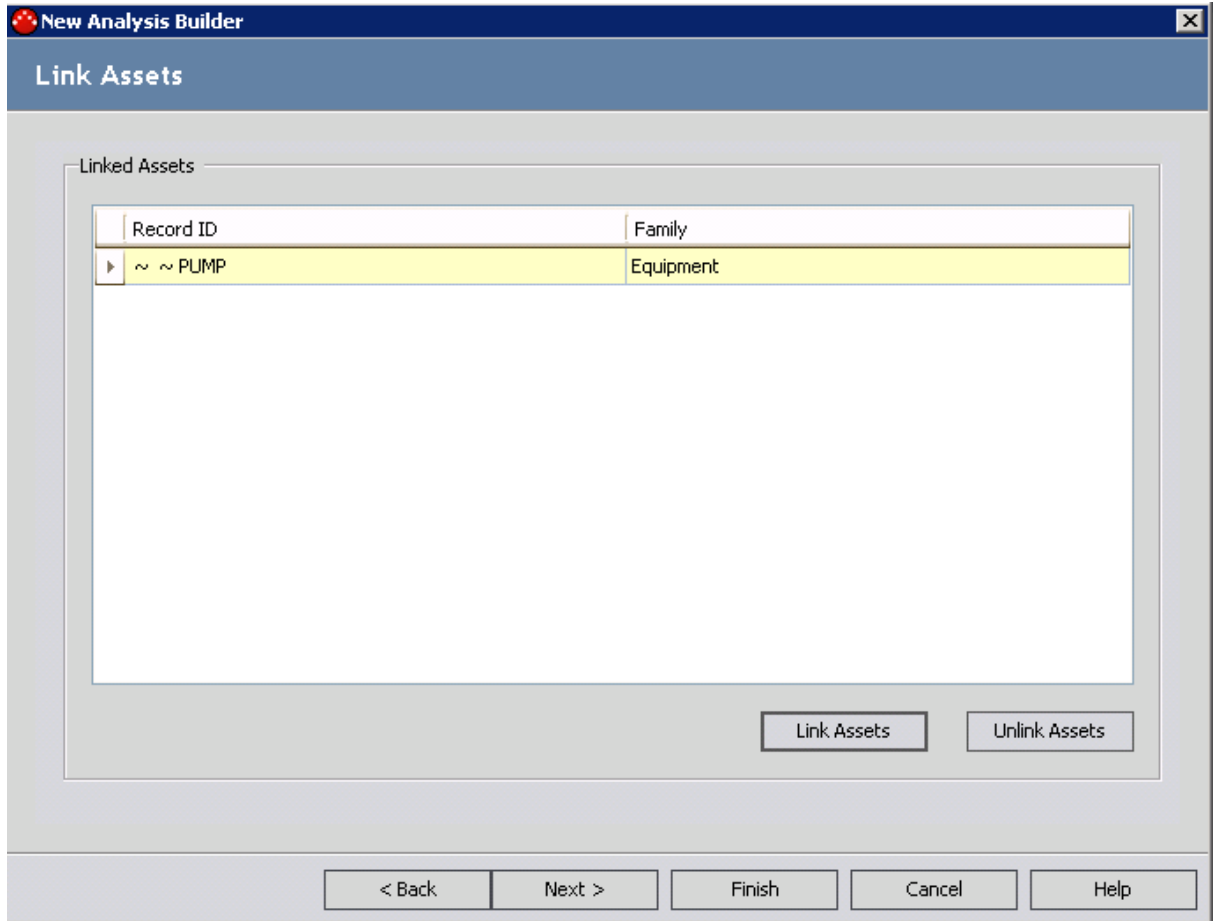 New Analysis Builder
Link Assets
Linked Assets
Record ID Family
~ ~ PUMP Equipment
Link Assets Unlink Assets
< Back Next > Finish Cancel Help